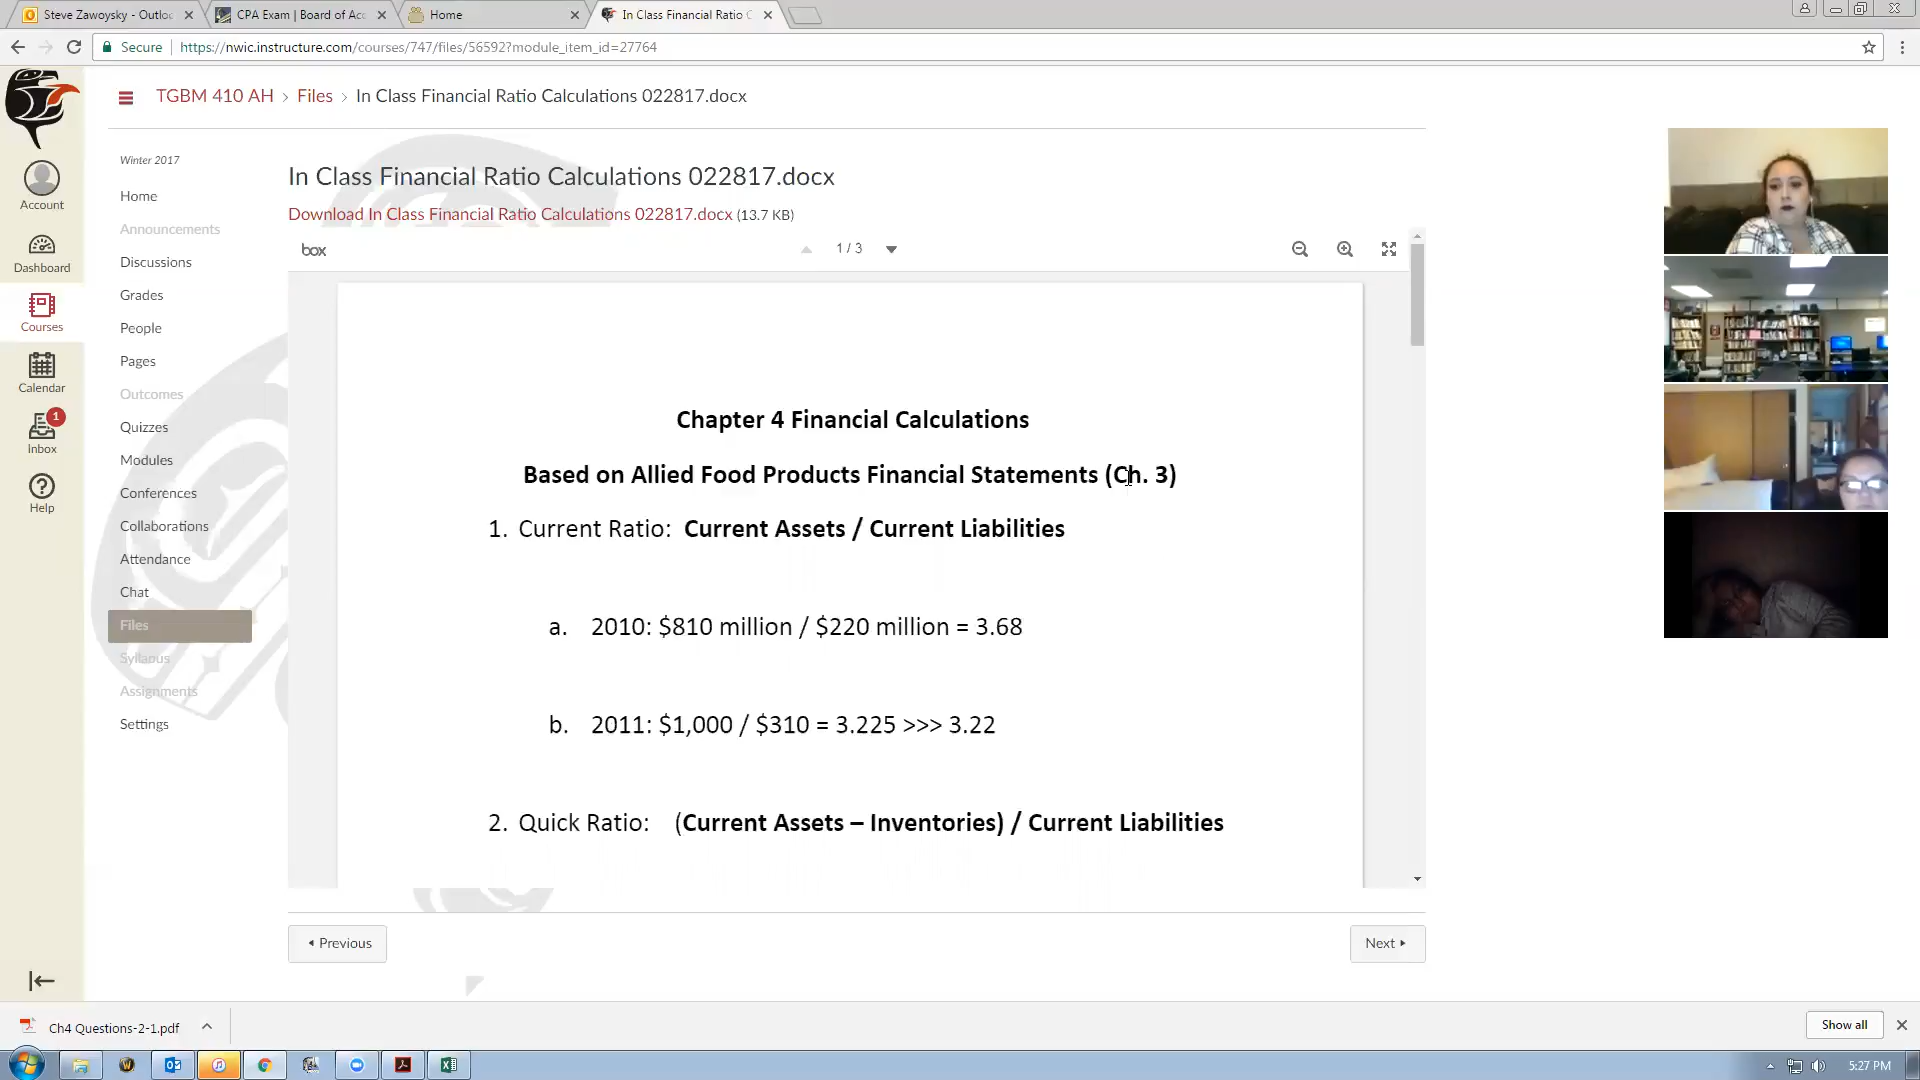 Steve Zawoysky - Outlo
CPA Exam | Board of Acc
Home
In Class Financial Ratio C
Secure
https://nwic.instructure.com/courses/747/files/56592?module_item_id=27764
TGBM 410 AH > Files > In Class Financial Ratio Calculations 022817.docx
Account
Dashboard
Courses
Calendar
1
Inbox
Help
Winter 2017
Home
Announcements
Discussions
Grades
People
Pages
Outcomes
Quizzes
Modules
Conferences
Collaborations
Attendance
Chat
Files
Syllabus
Assignments
Settings
In Class Financial Ratio Calculations 022817.docx
Download In Class Financial Ratio Calculations 022817.docx (13.7 KB)
box
1 / 3
Chapter 4 Financial Calculations
Based on Allied Food Products Financial Statements (Ch. 3)
1. Current Ratio: Current Assets / Current Liabilities
a. 2010: $810 million / $220 million = 3.68
b. 2011: $1,000 / $310 = 3.225 >>> 3.22
2. Quick Ratio: (Current Assets – Inventories) / Current Liabilities
Previous
Next
Ch4 Questions-2-1.pdf
Show all
5:27 PM